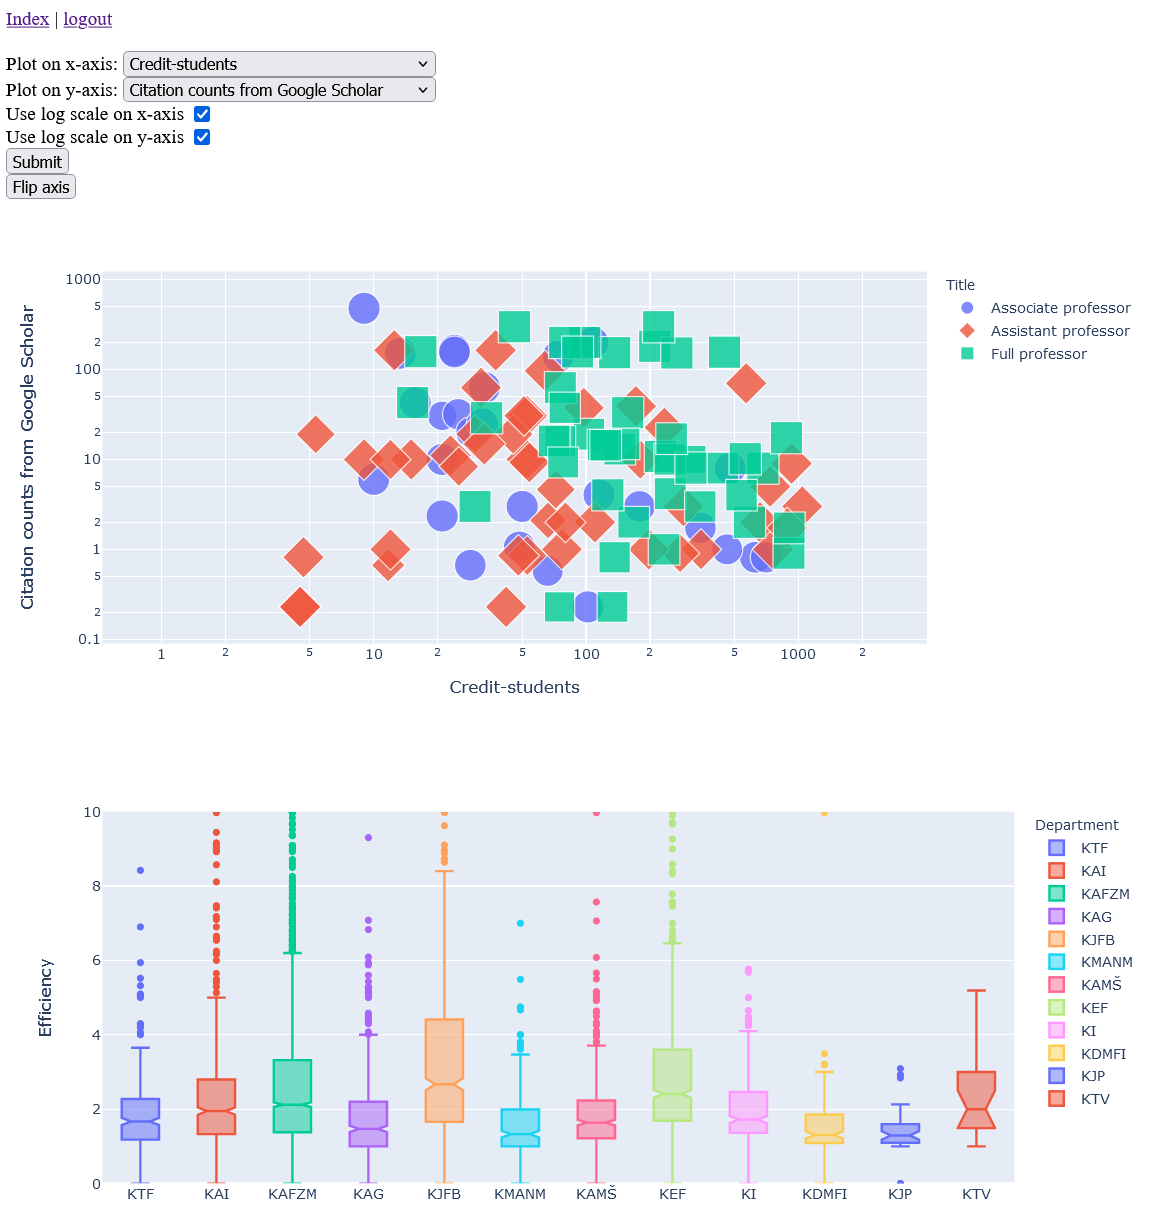 Index | logout
Plot on x-axis: Credit-students
Plot on y-axis: Citation counts from Google Scholar
Use log scale on x-axis
Use log scale on y-axis
Submit
Flip axis
1000
5
2
100
5
2
10
5
2
1
5
2
0.1
Citation counts from Google Scholar
1 2 5 10 2 5 100 2 5 1000 2
Credit-students
Title
Associate professor
Assistant professor
Full professor
10
8
6
4
2
0
Efficiency
KTF KAI KAFZM KAG KJFB KMANM KAMŠ KEF KI KDMFI KJP KTV
Department
KTF
KAI
KAFZM
KAG
KJFB
KMANM
KAMŠ
KEF
KI
KDMFI
KJP
KTV